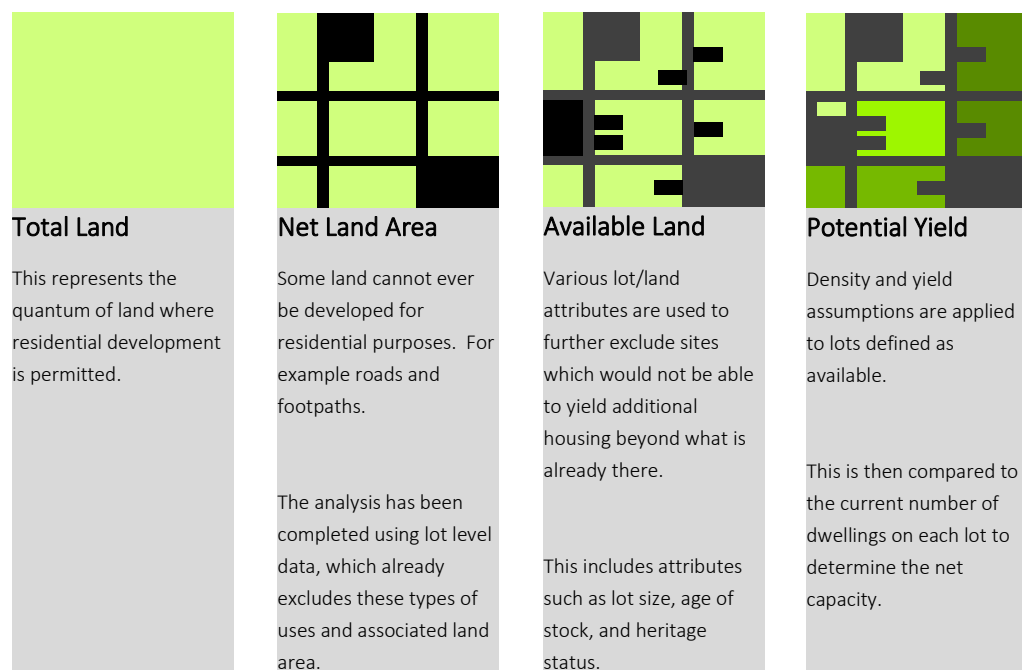 Total Land
This represents the
quantum of land where
residential development
is permitted.
Net Land Area
Some land cannot ever
be developed for
residential purposes.  For
example roads and
footpaths.
The analysis has been
completed using lot level
data, which already
excludes these types of
uses and associated land
area.
Available Land
Various lot/land
attributes are used to
further exclude sites
which would not be able
to yield additional
housing beyond what is
already there.
This includes attributes
such as lot size, age of
stock, and heritage
status.
Potential Yield
Density and yield
assumptions are applied
to lots defined as
available.
This is then compared to
the current number of
dwellings on each lot to
determine the net
capacity.